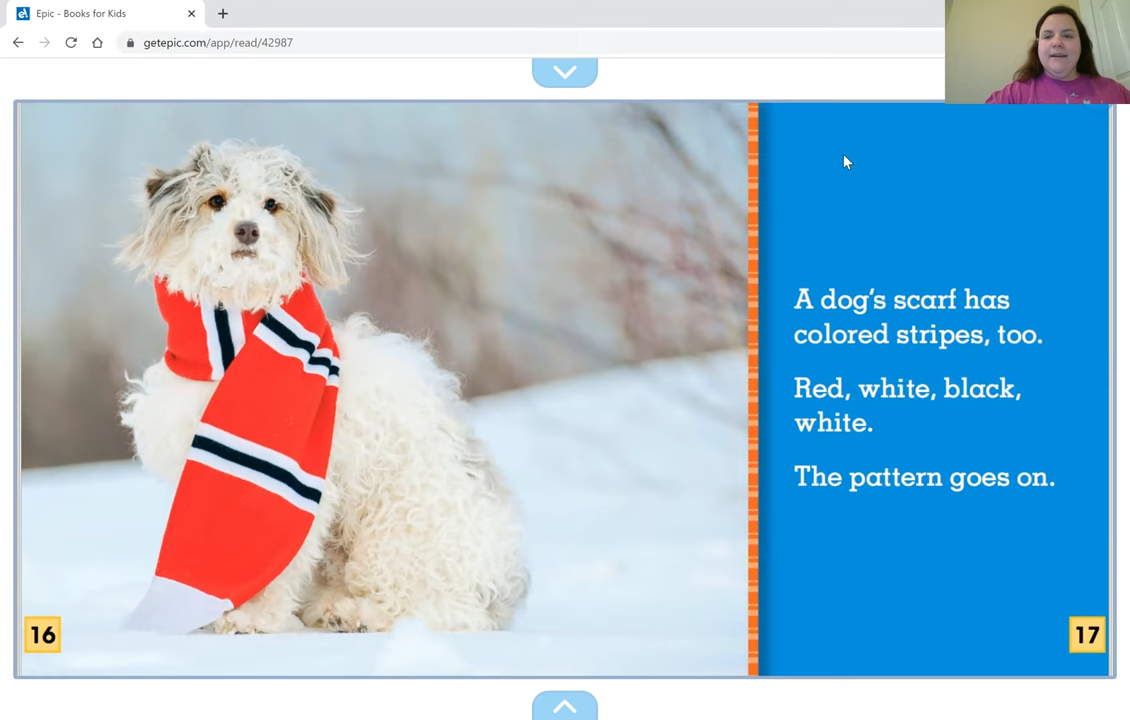 Epic - Books for Kids
getepic.com/app/read/42987
A dog's scarf has
colored stripes, too.
Red, white, black,
white.
The pattern goes on.
16
17